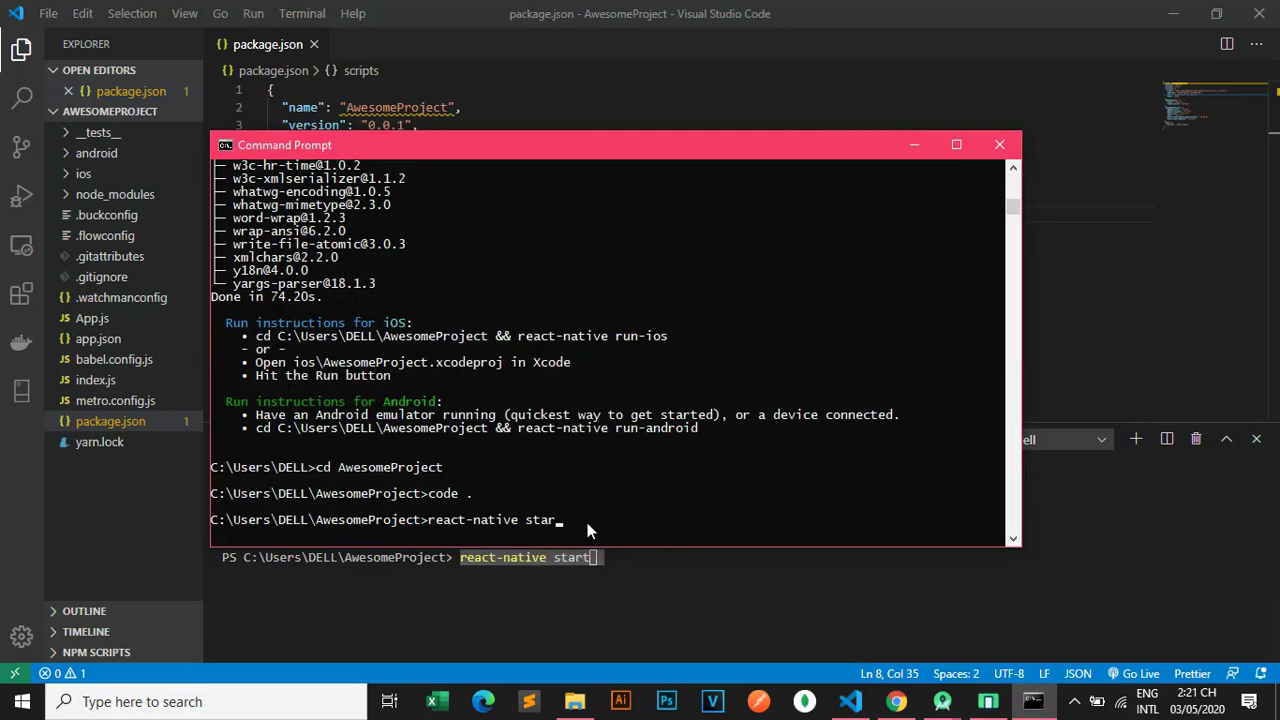 File Edit Selection View Go Run Terminal Help package.json - AwesomeProject - Visual Studio Code
EXPLORER
{} package.json
OPEN EDITORS
{} package.json > {} scripts
{} package.json 1
1 {
AWESOMEPROJECT
2 "name": "AwesomeProject",
3 "version": "0.0.1",
__tests__
android
ios
node_modules
.buckconfig
.flowconfig
.gitattributes
.gitignore
{} .watchmanconfig
JS App.js
{} app.json
JS babel.config.js
JS index.js
JS metro.config.js
{} package.json 1
yarn.lock
OUTLINE
TIMELINE
NPM SCRIPTS
Command Prompt
├─ w3c-hr-time@1.0.2
├─ w3c-xmlserializer@1.1.2
├─ whatwg-encoding@1.0.5
├─ whatwg-mimetype@2.3.0
├─ word-wrap@1.2.3
├─ wrap-ansi@6.2.0
├─ write-file-atomic@3.0.3
├─ xmlchars@2.2.0
├─ y18n@4.0.0
└─ yargs-parser@18.1.3
Done in 74.20s.
Run instructions for iOS:
• cd C:\Users\DELL\AwesomeProject && react-native run-ios
- or -
• Open ios\AwesomeProject.xcodeproj in Xcode
• Hit the Run button
Run instructions for Android:
• Have an Android emulator running (quickest way to get started), or a device connected.
• cd C:\Users\DELL\AwesomeProject && react-native run-android
C:\Users\DELL>cd AwesomeProject
C:\Users\DELL\AwesomeProject>code .
C:\Users\DELL\AwesomeProject>react-native star_
ell
PS C:\Users\DELL\AwesomeProject> react-native start
0 1 Ln 8, Col 35 Spaces: 2 UTF-8 LF JSON Go Live Prettier
Type here to search
Ai Ps V
ENG 2:21 CH
INTL 03/05/2020